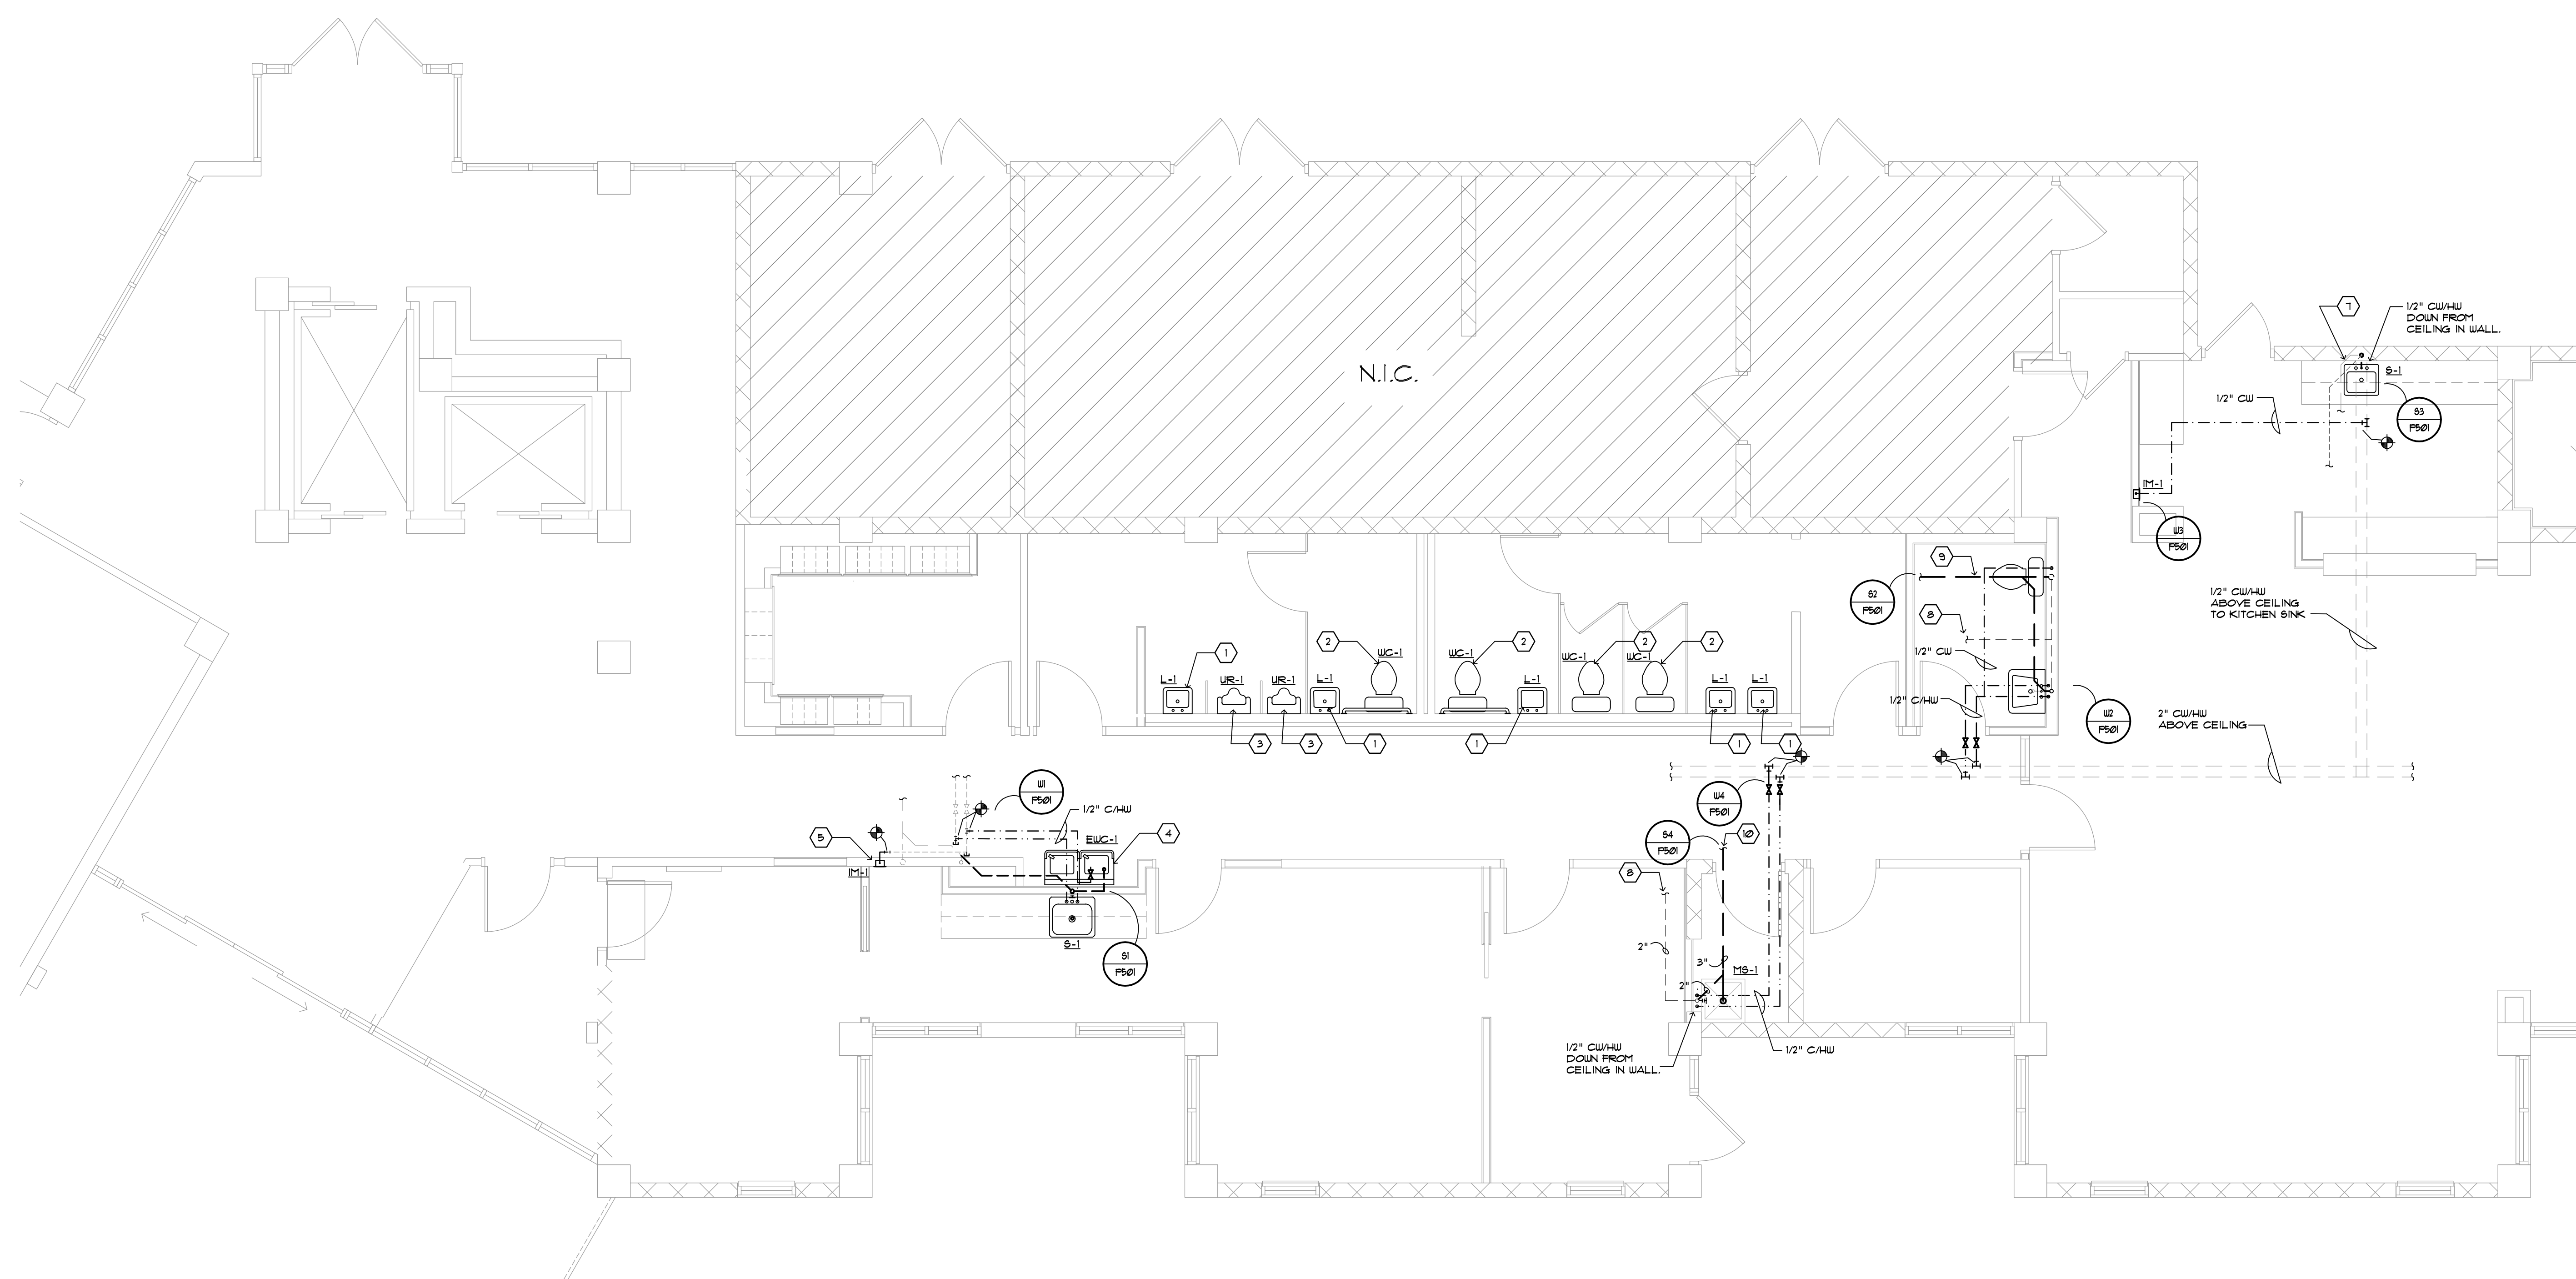 7
1/2" CW/HW
DOWN FROM
CEILING IN WALL.
S-1
1/2" CW
S3
P501
N.I.C.
IM-1
W3
P501
9
S2
P501
8
1/2" CW/HW
ABOVE CEILING
TO KITCHEN SINK
1
2
2
2
2
1/2" CW
L-1
UR-1
UR-1
L-1
WC-1
WC-1
L-1
WC-1
WC-1
L-1
L-1
1/2" C/HW
W2
P501
2" CW/HW
ABOVE CEILING
3
3
1
1
1
1
W1
P501
1/2" C/HW
W4
P501
5
EWC-1
4
S4
P501
10
IM-1
8
S-1
S1
P501
2"
3"
MS-1
2"
1/2" CW/HW
DOWN FROM
CEILING IN WALL.
1/2" C/HW